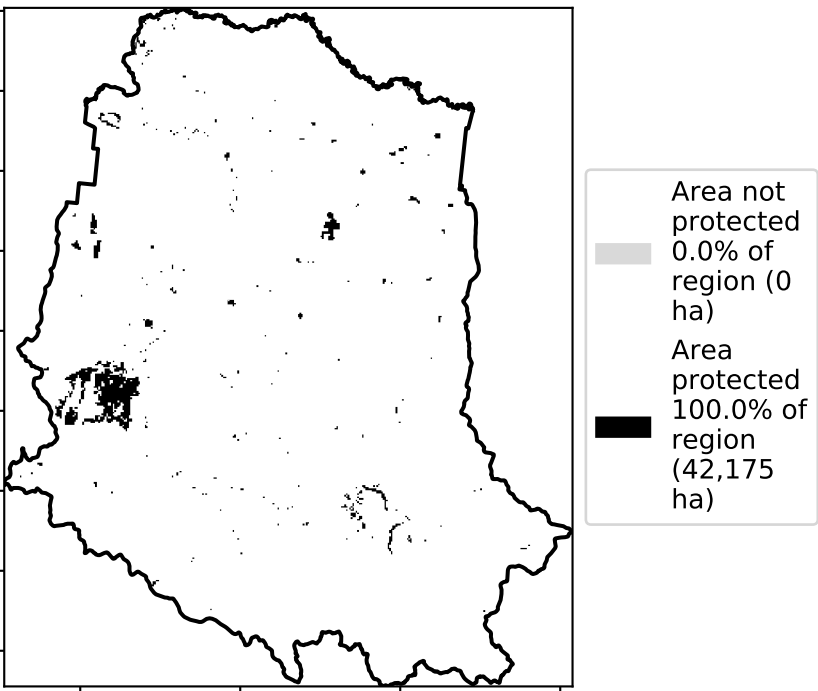 Area not
protected
0.0% of
region (0
ha)
Area
protected
100.0% of
region
(42,175
ha)